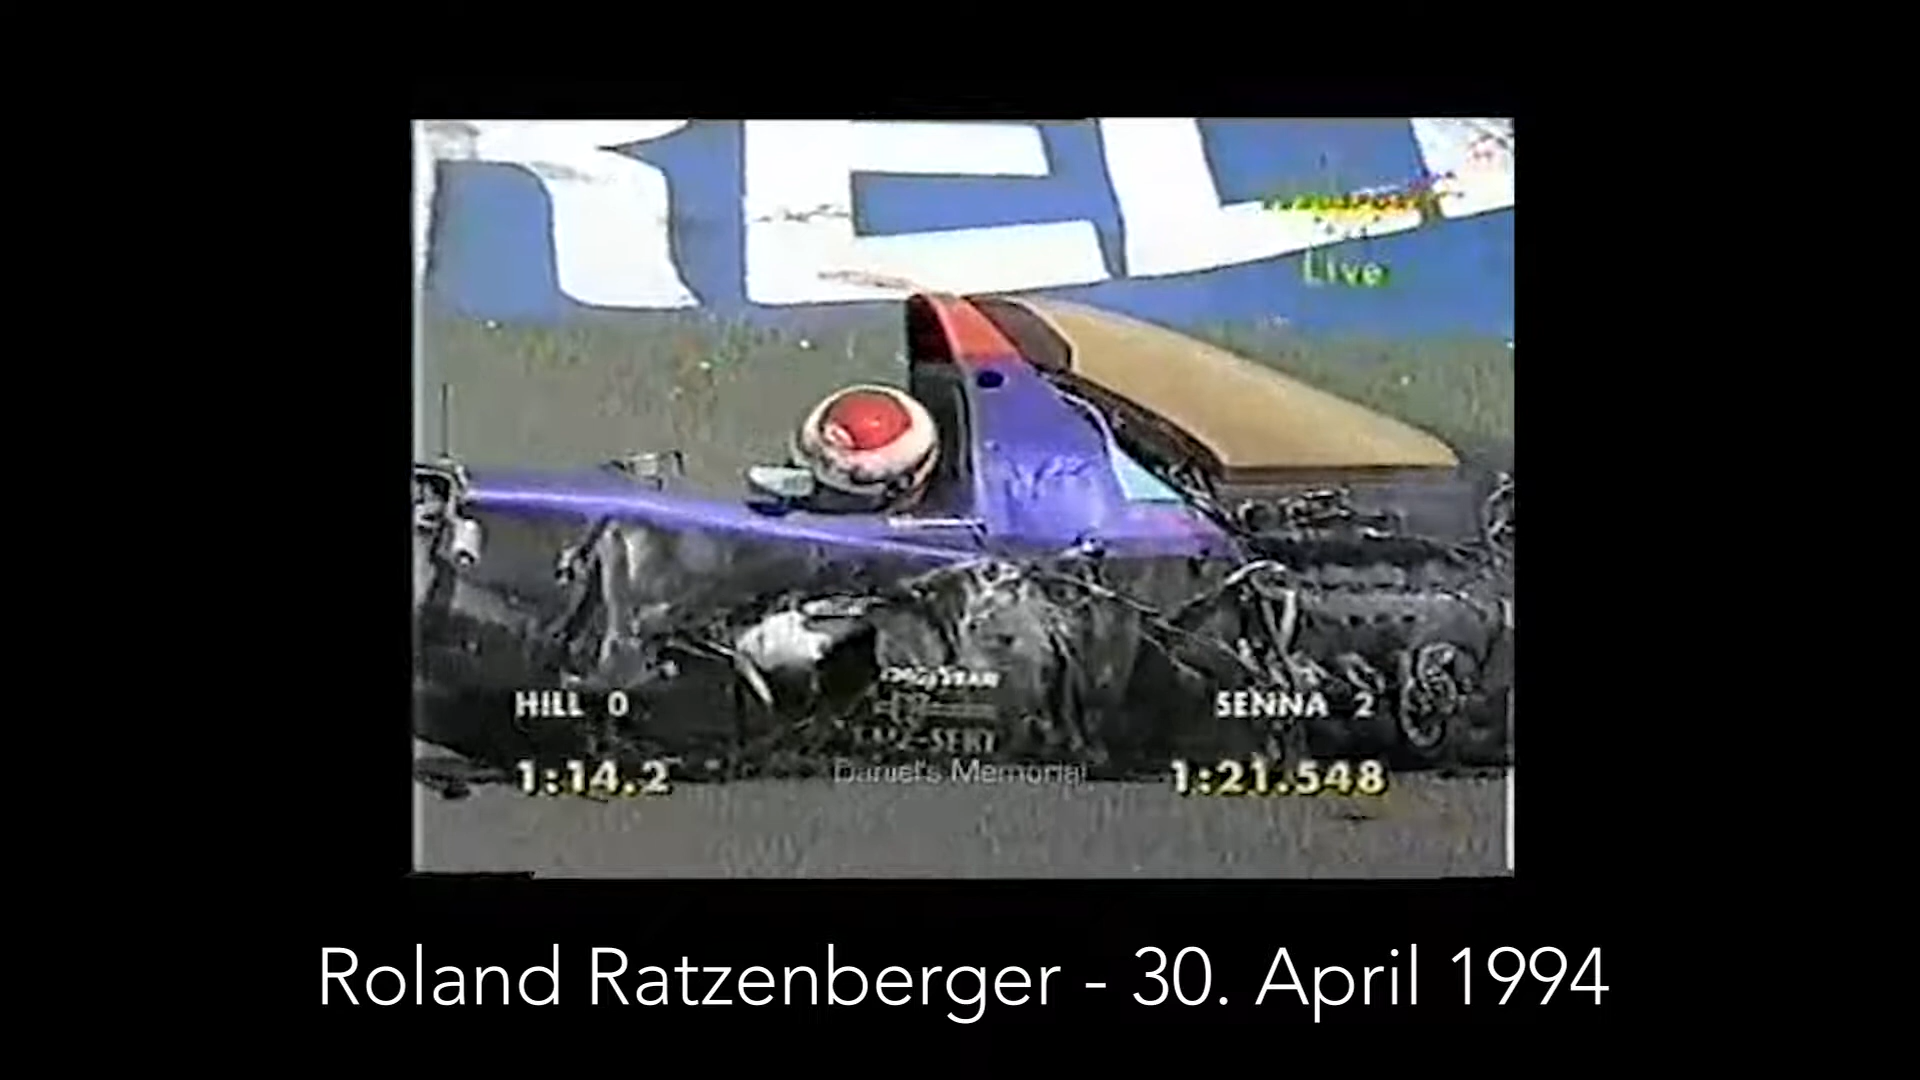 Live
HILL 0
SENNA 2
1:14.2
Daniel's Memorial
1:21.548
Roland Ratzenberger - 30. April 1994